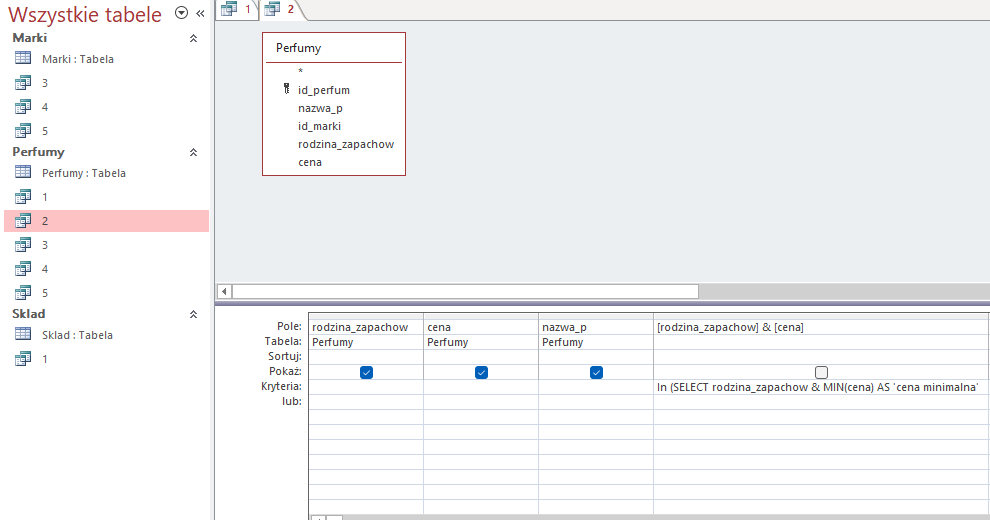 Wszystkie tabele
Marki
Marki : Tabela
3
4
5
Perfumy
Perfumy : Tabela
1
2
3
4
5
Sklad
Sklad : Tabela
1
1
2
Perfumy
*
id_perfum
nazwa_p
id_marki
rodzina_zapachow
cena
Pole: rodzina_zapachow cena nazwa_p [rodzina_zapachow] & [cena]
Tabela: Perfumy Perfumy Perfumy
Sortuj:
Pokaż:
Kryteria: In (SELECT rodzina_zapachow & MIN(cena) AS 'cena minimalna'
lub: